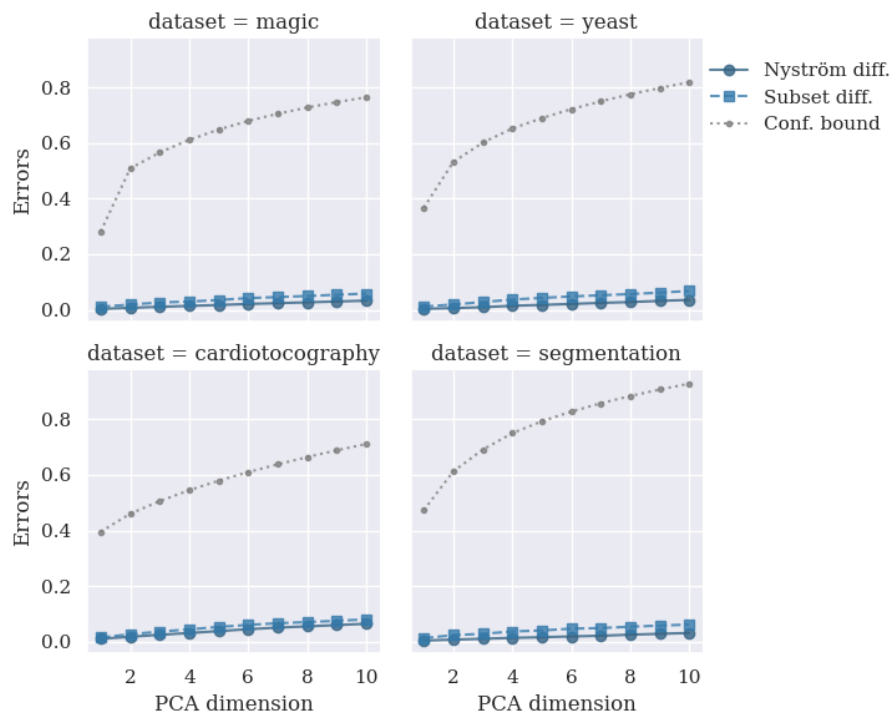 dataset = magic
dataset = yeast
Nyström diff.
Subset diff.
Conf. bound
Errors
0.8
0.6
0.4
0.2
0.0
dataset = cardiotocography
dataset = segmentation
Errors
0.8
0.6
0.4
0.2
0.0
2 4 6 8 10
2 4 6 8 10
PCA dimension
PCA dimension